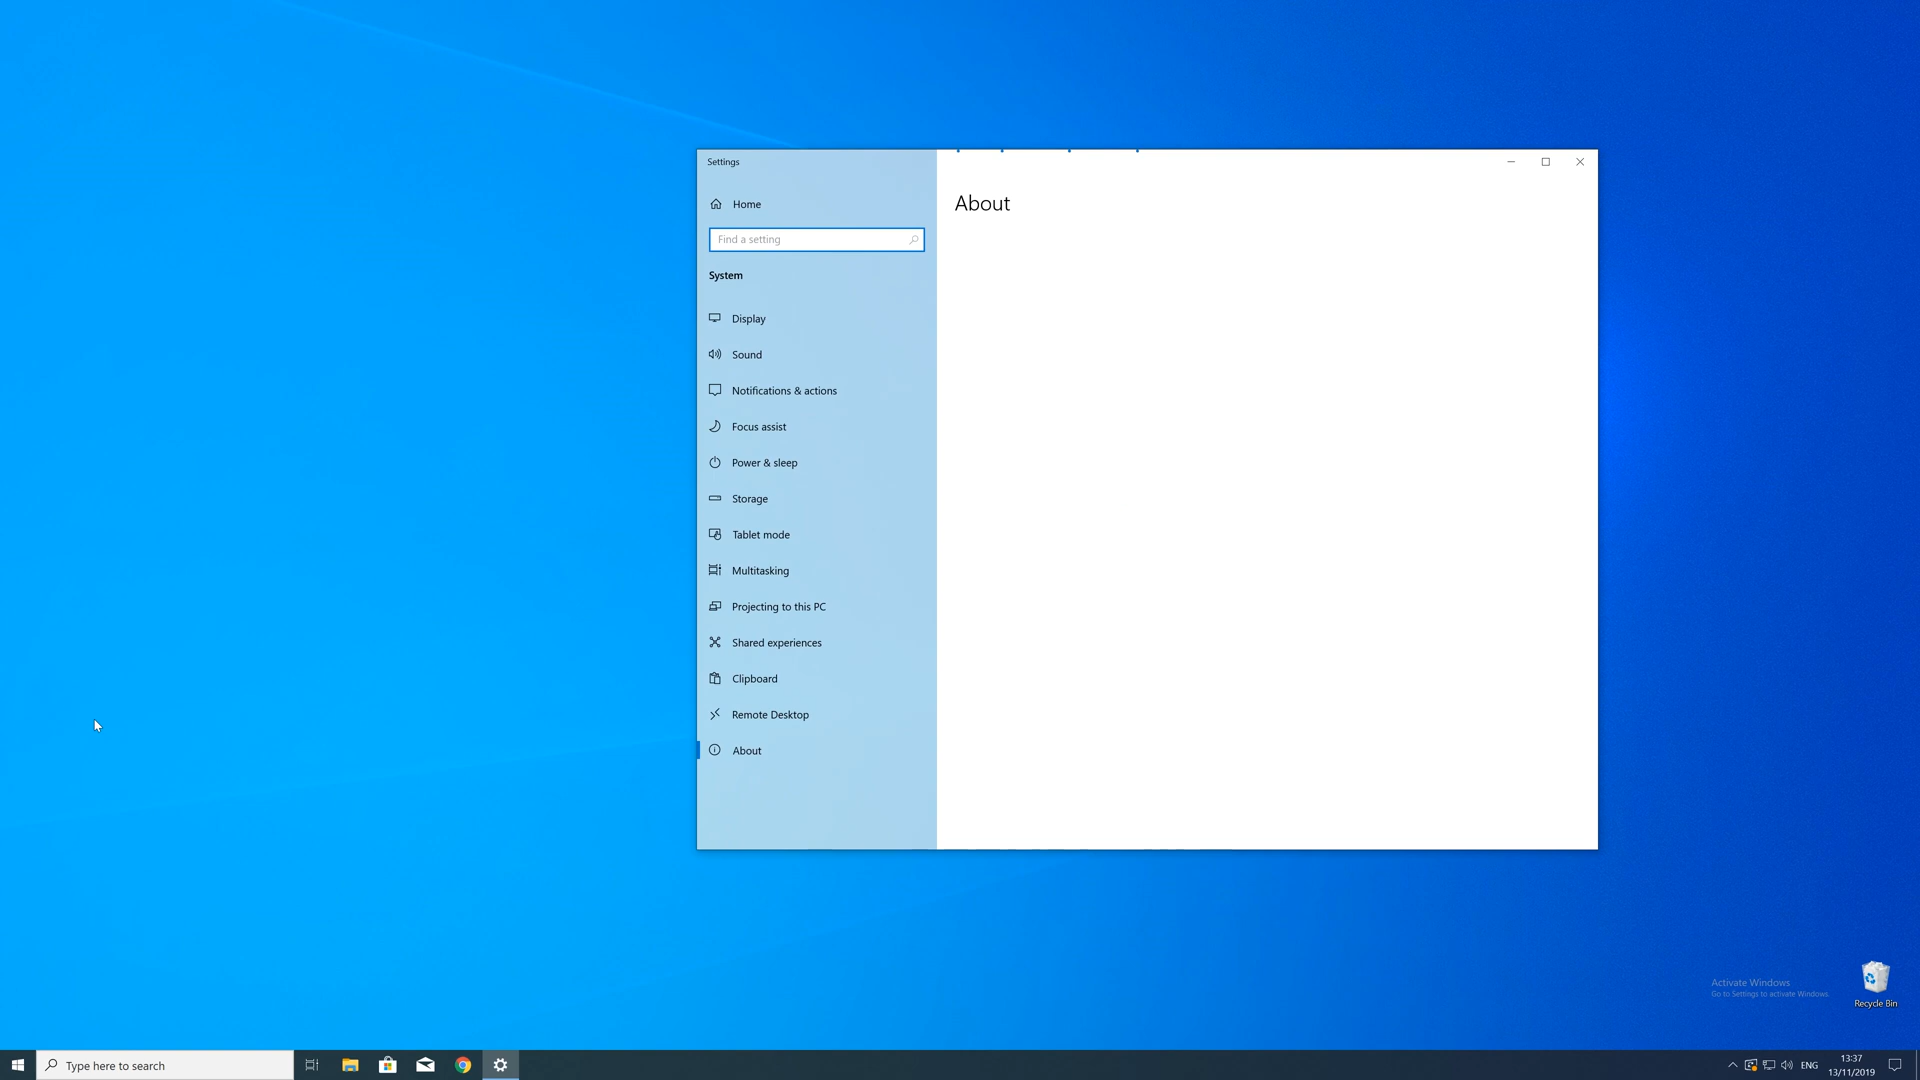 Settings
Home
Find a setting
System
Display
Sound
Notifications & actions
Focus assist
Power & sleep
Storage
Tablet mode
Multitasking
Projecting to this PC
Shared experiences
Clipboard
Remote Desktop
About
About
Activate Windows
Go to Settings to activate Windows.
Recycle Bin
Type here to search
ENG
13:37
13/11/2019